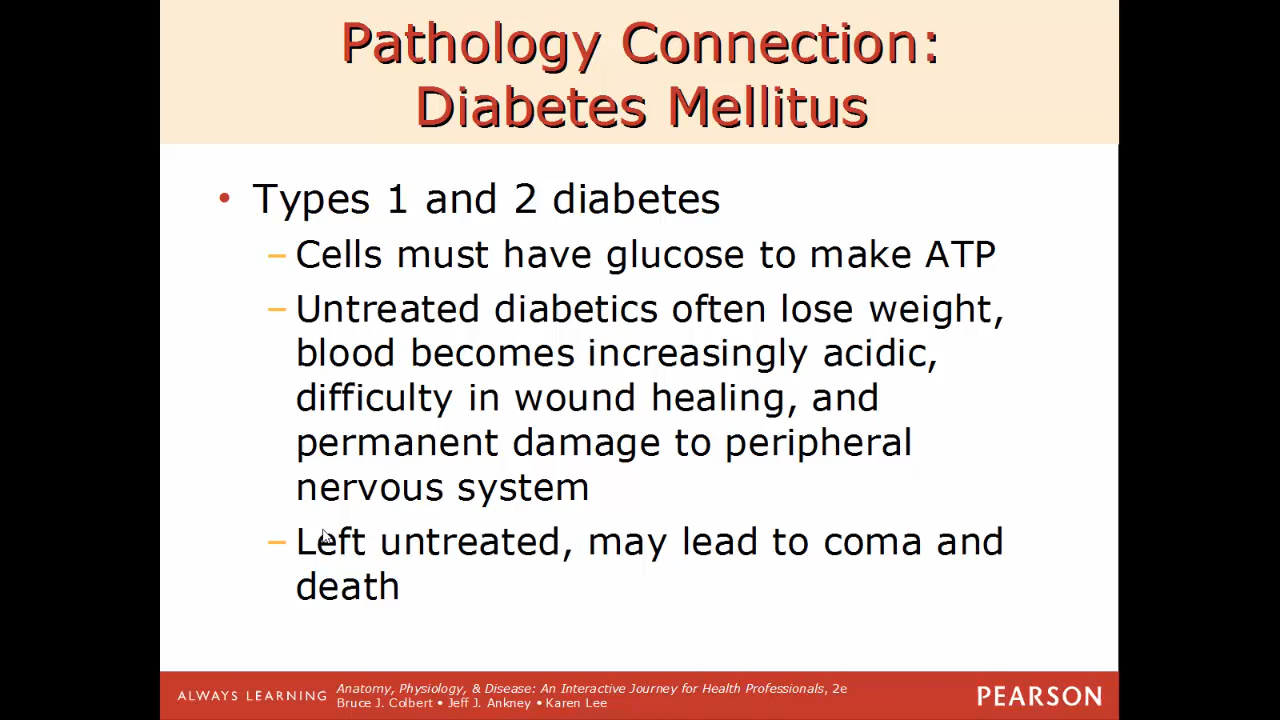 Pathology Connection:
Diabetes Mellitus
• Types 1 and 2 diabetes
– Cells must have glucose to make ATP
– Untreated diabetics often lose weight,
blood becomes increasingly acidic,
difficulty in wound healing, and
permanent damage to peripheral
nervous system
– Left untreated, may lead to coma and
death
ALWAYS LEARNING
Anatomy, Physiology, & Disease: An Interactive Journey for Health Professionals, 2e
Bruce J. Colbert • Jeff J. Ankney • Karen Lee
PEARSON